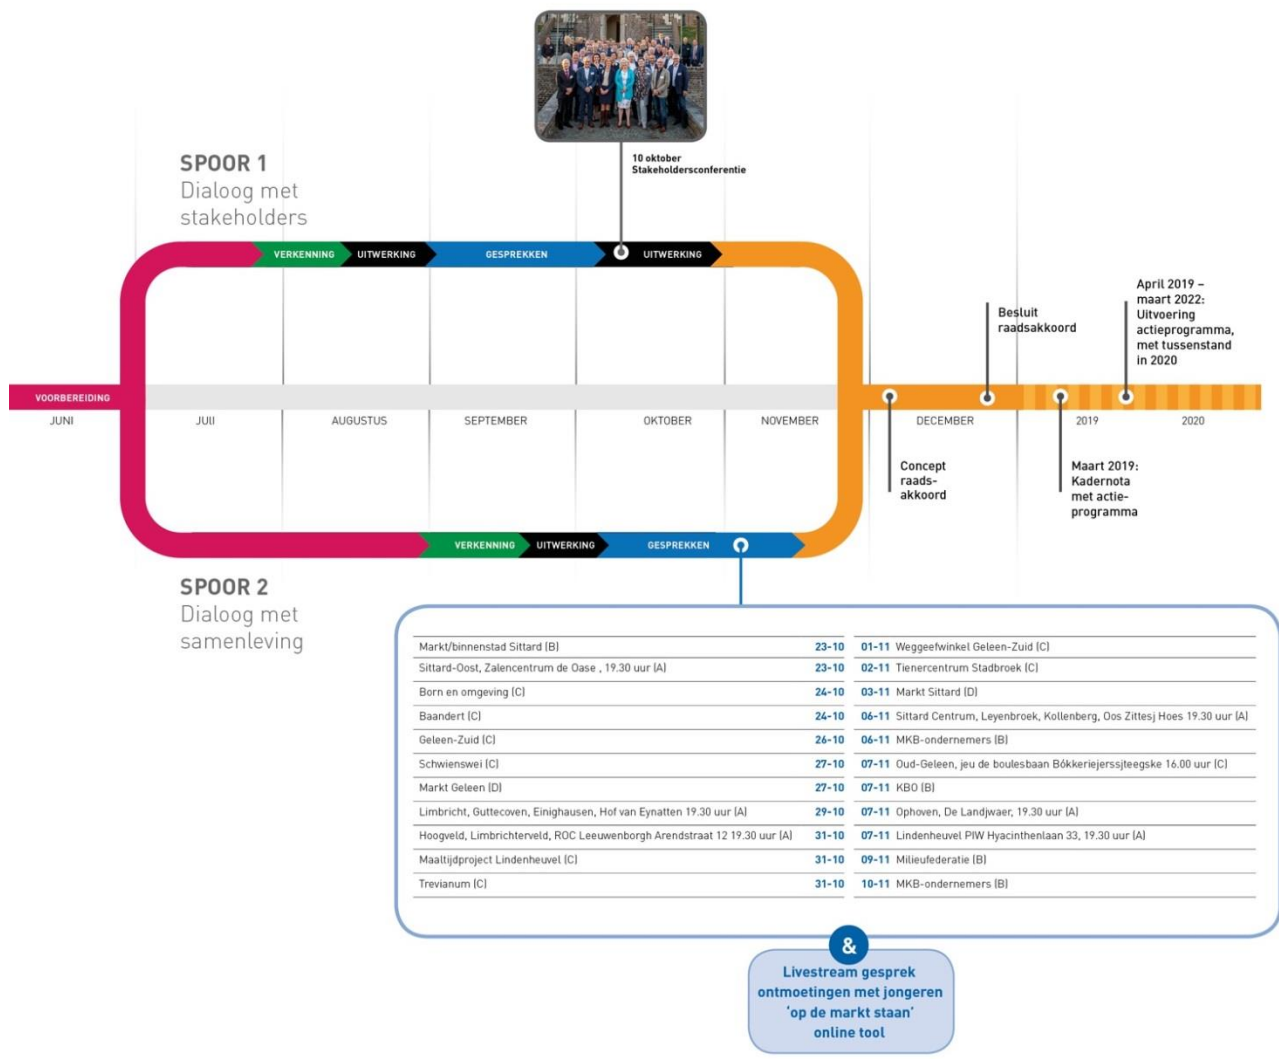 10 oktober
Stakeholdersconferentie
SPOOR 1
Dialoog met
stakeholders
VERKENNING
UITWERKING
GESPREKKEN
UITWERKING
April 2019 –
maart 2022:
Uitvoering
actieprogramma,
met tussenstand
in 2020
Besluit
raadsakkoord
VOORBEREIDING
JUNI
JULI
AUGUSTUS
SEPTEMBER
OKTOBER
NOVEMBER
DECEMBER
2019
2020
Concept
raads-
akkoord
Maart 2019:
Kadernota
met actie-
programma
VERKENNING
UITWERKING
GESPREKKEN
SPOOR 2
Dialoog met
samenleving
Markt/binnenstad Sittard (B) 23-10
Sittard-Oost, Zalencentrum de Oase , 19.30 uur (A) 23-10
Born en omgeving (C) 24-10
Baandert (C) 24-10
Geleen-Zuid (C) 26-10
Schwienswei (C) 27-10
Markt Geleen (D) 27-10
Limbricht, Guttecoven, Einighausen, Hof van Eynatten 19.30 uur (A) 29-10
Hoogveld, Limbrichterveld, ROC Leeuwenborgh Arendstraat 12 19.30 uur (A) 31-10
Maaltijdproject Lindenheuvel (C) 31-10
Trevianum (C) 31-10
01-11 Weggeefwinkel Geleen-Zuid (C)
02-11 Tienercentrum Stadbroek (C)
03-11 Markt Sittard (D)
06-11 Sittard Centrum, Leyenbroek, Kollenberg, Oos Zittesj Hoes 19.30 uur (A)
06-11 MKB-ondernemers (B)
07-11 Oud-Geleen, jeu de boulesbaan Bókkeriejerssjteegske 16.00 uur (C)
07-11 KBO (B)
07-11 Ophoven, De Landjwaer, 19.30 uur (A)
07-11 Lindenheuvel PIW Hyacinthenlaan 33, 19.30 uur (A)
09-11 Milieufederatie (B)
10-11 MKB-ondernemers (B)
&
Livestream gesprek
ontmoetingen met jongeren
‘op de markt staan’
online tool